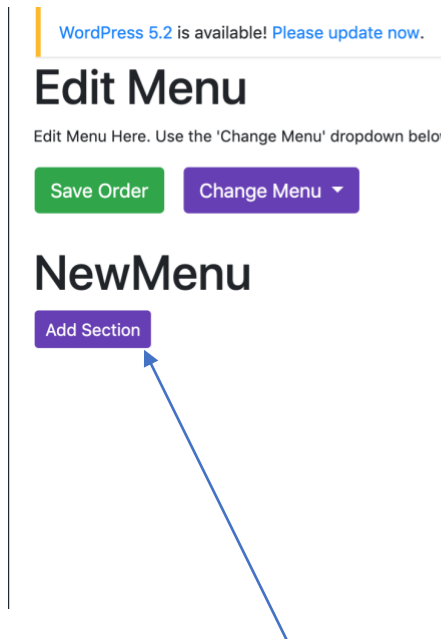 WordPress 5.2 is available! Please update now.
Edit Menu
Edit Menu Here. Use the 'Change Menu' dropdown
Save Order
Change Menu
NewMenu
Add Section